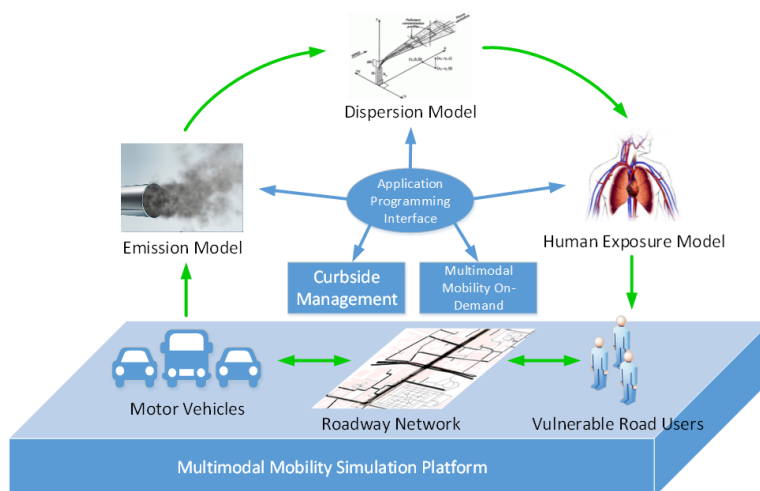 Dispersion Model
Application
Programming
Interface
Emission Model
Human Exposure Model
Curbside
Management
Multimodal
Mobility On-
Demand
Motor Vehicles
Roadway Network
Vulnerable Road Users
Multimodal Mobility Simulation Platform